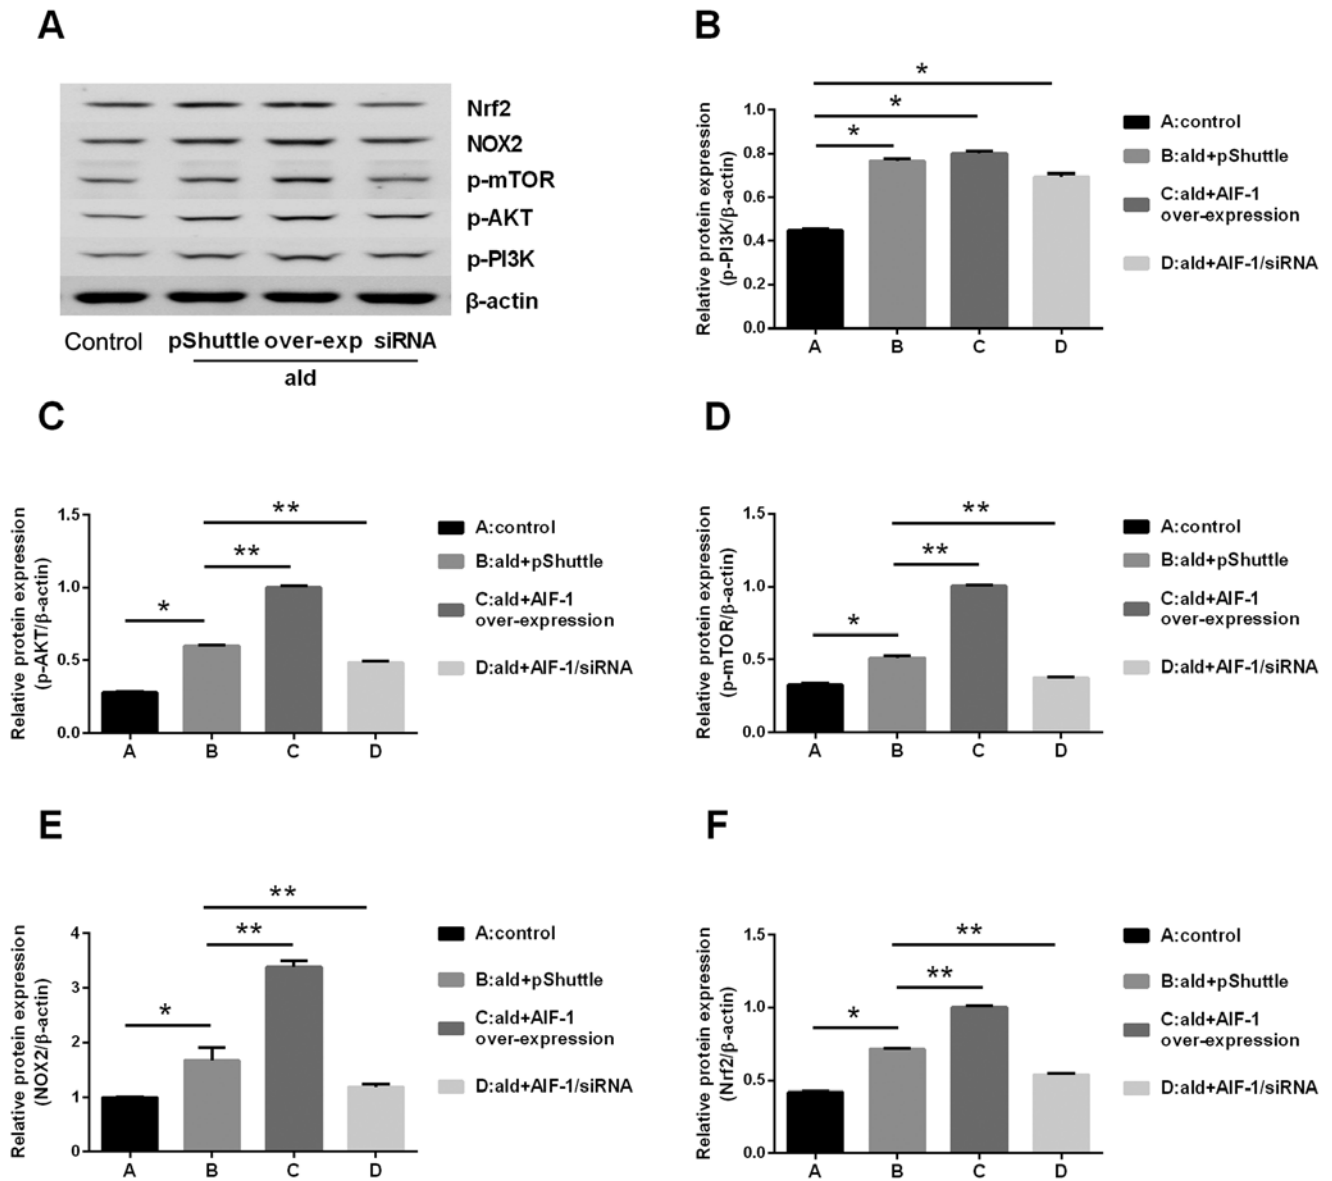 A
Nrf2
NOX2
p-mTOR
p-AKT
p-PI3K
β-actin
Control pShuttle over-exp siRNA
ald
B
Relative protein expression
(p-PI3K/β-actin)
1.0
0.8
0.6
0.4
0.2
0.0
*
*
*
A B C D
A:control
B:ald+pShuttle
C:ald+AIF-1
over-expression
D:ald+AIF-1/siRNA
C
Relative protein expression
(p-AKT/β-actin)
1.5
1.0
0.5
0.0
**
**
*
A B C D
A:control
B:ald+pShuttle
C:ald+AIF-1
over-expression
D:ald+AIF-1/siRNA
D
Relative protein expression
(p-mTOR/β-actin)
1.5
1.0
0.5
0.0
**
**
*
A B C D
A:control
B:ald+pShuttle
C:ald+AIF-1
over-expression
D:ald+AIF-1/siRNA
E
Relative protein expression
(NOX2/β-actin)
4
3
2
1
0
**
**
*
A B C D
A:control
B:ald+pShuttle
C:ald+AIF-1
over-expression
D:ald+AIF-1/siRNA
F
Relative protein expression
(Nrf2/β-actin)
1.5
1.0
0.5
0.0
**
**
*
A B C D
A:control
B:ald+pShuttle
C:ald+AIF-1
over-expression
D:ald+AIF-1/siRNA